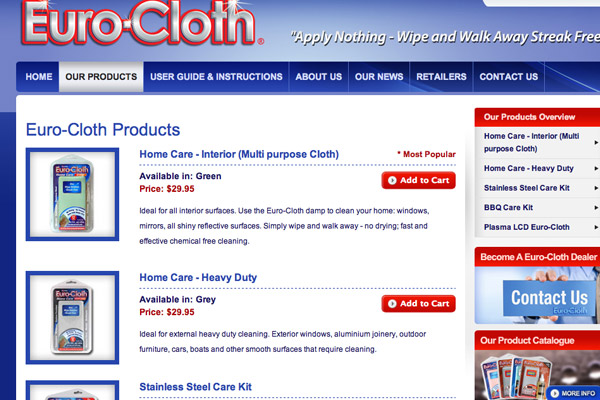 Euro-Cloth®
"Apply Nothing - Wipe and Walk Away Streak Free
HOME OUR PRODUCTS USER GUIDE & INSTRUCTIONS ABOUT US OUR NEWS RETAILERS CONTACT US
Euro-Cloth Products
Home Care - Interior (Multi purpose Cloth) * Most Popular
Available in: Green
Price: $29.95
Add to Cart
Ideal for all interior surfaces. Use the Euro-Cloth damp to clean your home: windows,
mirrors, all shiny reflective surfaces. Simply wipe and walk away - no drying; fast and
effective chemical free cleaning.
Euro-Cloth
Home Care - Heavy Duty
Available in: Grey
Price: $29.95
Add to Cart
Ideal for external heavy duty cleaning. Exterior windows, aluminium joinery, outdoor
furniture, cars, boats and other smooth surfaces that require cleaning.
Euro-Cloth
Stainless Steel Care Kit
Euro-Cloth
Our Products Overview
Home Care - Interior (Multi
purpose Cloth)
Home Care - Heavy Duty
Stainless Steel Care Kit
BBQ Care Kit
Plasma LCD Euro-Cloth
Become A Euro-Cloth Dealer
Contact Us
Euro-Cloth
Our Product Catalogue
MORE INFO